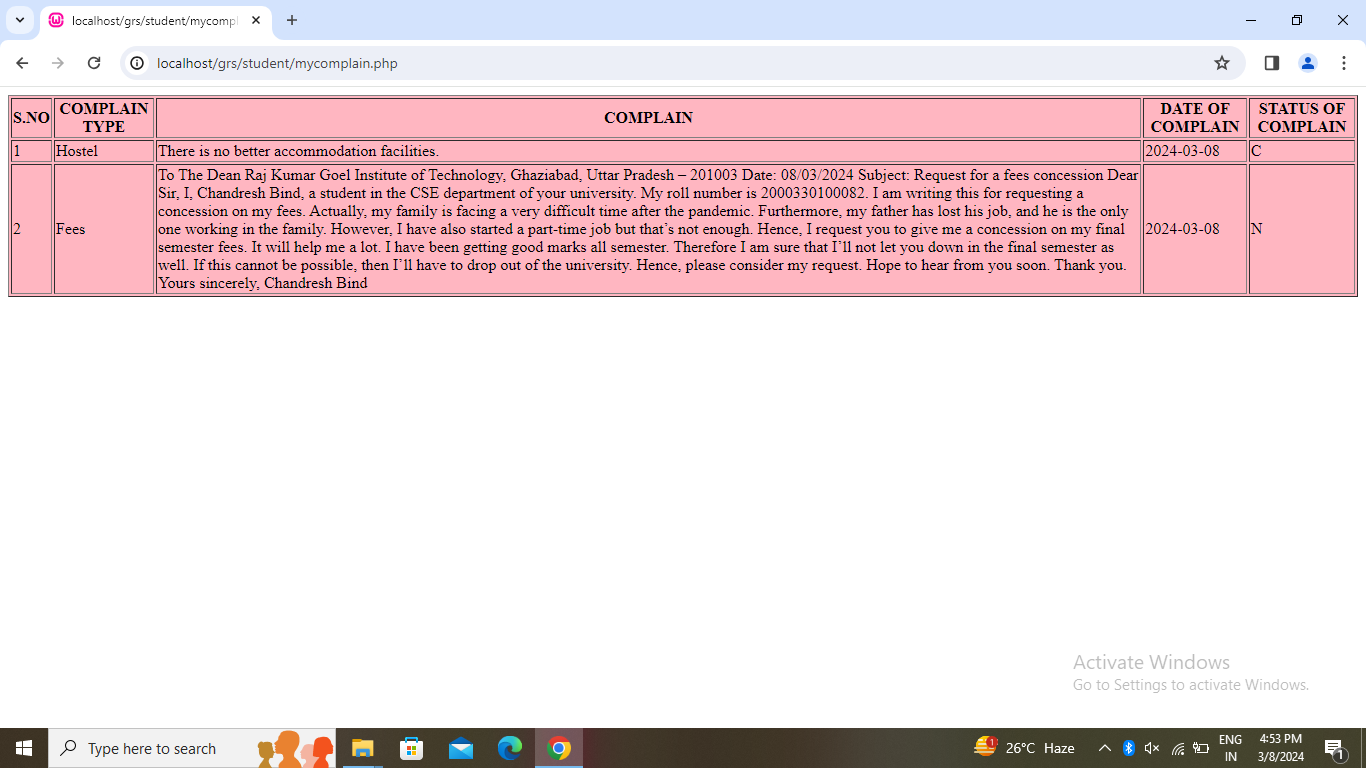 localhost/grs/student/mycompl
localhost/grs/student/mycomplain.php
S.NO
COMPLAIN
TYPE
COMPLAIN
DATE OF
COMPLAIN
STATUS OF
COMPLAIN
1
Hostel
There is no better accommodation facilities.
2024-03-08
C
2
Fees
To The Dean Raj Kumar Goel Institute of Technology, Ghaziabad, Uttar Pradesh – 201003 Date: 08/03/2024 Subject: Request for a fees concession Dear
Sir, I, Chandresh Bind, a student in the CSE department of your university. My roll number is 2000330100082. I am writing this for requesting a
concession on my fees. Actually, my family is facing a very difficult time after the pandemic. Furthermore, my father has lost his job, and he is the only
one working in the family. However, I have also started a part-time job but that’s not enough. Hence, I request you to give me a concession on my final
semester fees. It will help me a lot. I have been getting good marks all semester. Therefore I am sure that I’ll not let you down in the final semester as
well. If this cannot be possible, then I’ll have to drop out of the university. Hence, please consider my request. Hope to hear from you soon. Thank you.
Yours sincerely, Chandresh Bind
2024-03-08
N
Activate Windows
Go to Settings to activate Windows.
Type here to search
1
26°C Haze
ENG
IN
4:53 PM
3/8/2024
1